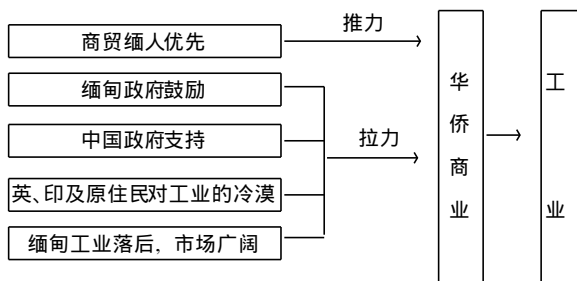 商贸缅人优先
缅甸政府鼓励
中国政府支持
英、印及原住民对工业的冷漠
缅甸工业落后，市场广阔
推力
拉力
华侨商业
工业